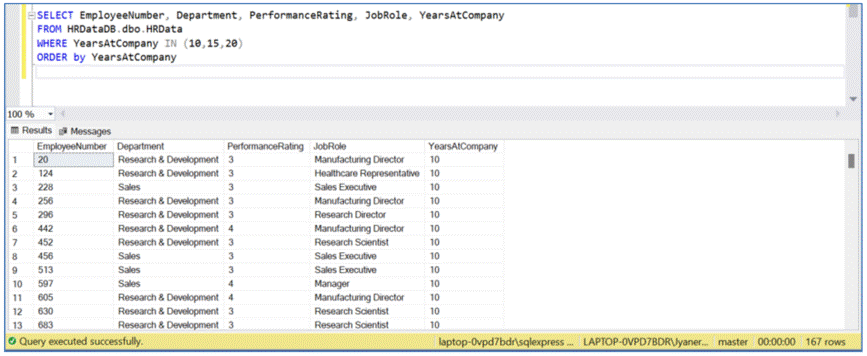 SELECT EmployeeNumber, Department, PerformanceRating, JobRole, YearsAtCompany
FROM HRDataDB.dbo.HRData
WHERE YearsAtCompany IN (10,15,20)
ORDER by YearsAtCompany
100 %
Results Messages
EmployeeNumber Department PerformanceRating JobRole YearsAtCompany
1 20 Research & Development 3 Manufacturing Director 10
2 124 Research & Development 3 Healthcare Representative 10
3 228 Sales 3 Sales Executive 10
4 256 Research & Development 3 Manufacturing Director 10
5 296 Research & Development 3 Research Director 10
6 442 Research & Development 4 Manufacturing Director 10
7 452 Research & Development 3 Research Scientist 10
8 456 Sales 3 Sales Executive 10
9 513 Sales 3 Sales Executive 10
10 597 Sales 4 Manager 10
11 605 Research & Development 4 Manufacturing Director 10
12 630 Research & Development 3 Research Scientist 10
13 683 Research & Development 3 Research Scientist 10
Query executed successfully. laptop-0vpd7bdr\sqlexpress ... LAPTOP-0VPD7BDR\Jyaner... master 00:00:00 167 rows